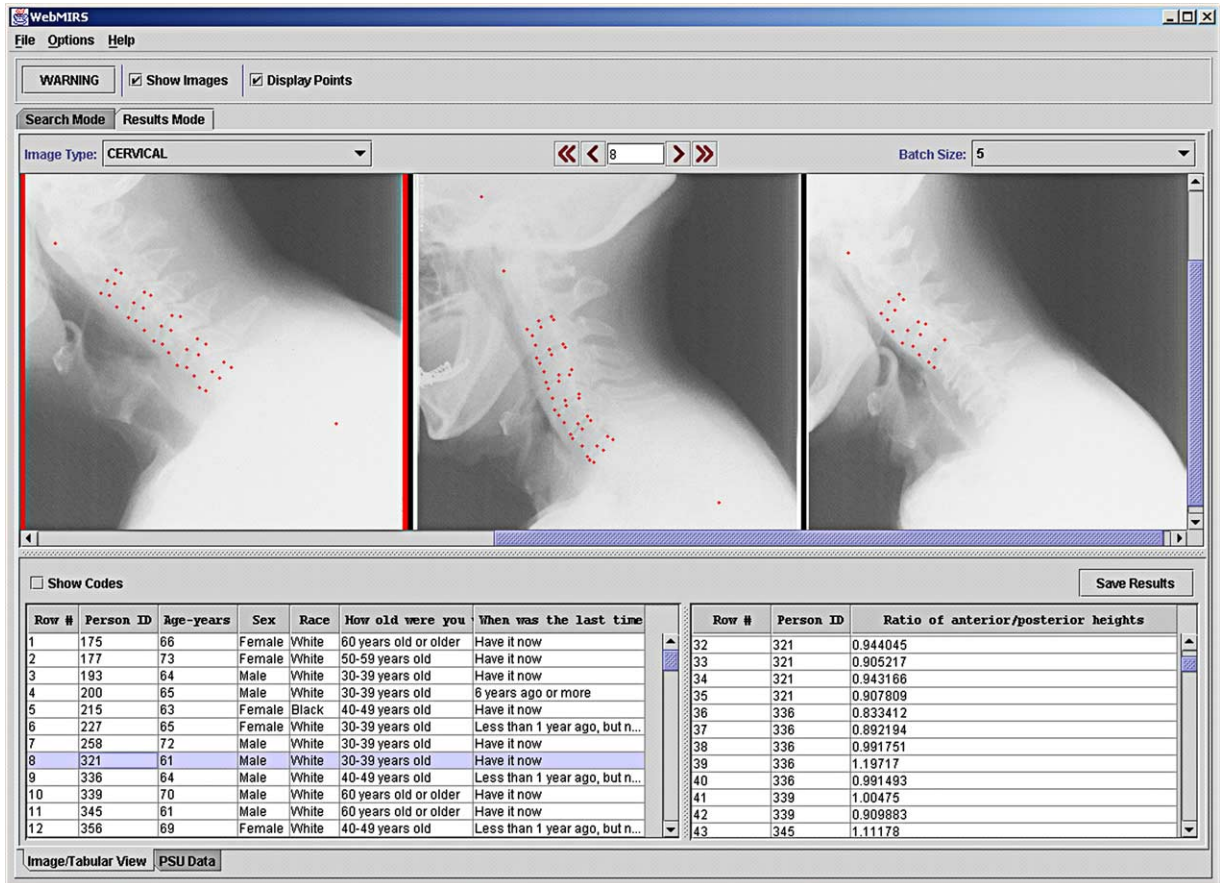 WebMIRS
File Options Help
WARNING Show Images Display Points
Search Mode Results Mode
Image Type: CERVICAL 8 Batch Size: 5
Show Codes Save Results
Row # Person ID Age-years Sex Race How old were you When was the last time
1 175 66 Female White 60 years old or older Have it now
2 177 73 Female White 50-59 years old Have it now
3 193 64 Male White 30-39 years old Have it now
4 200 65 Male White 30-39 years old 6 years ago or more
5 215 63 Female Black 40-49 years old Have it now
6 227 65 Female White 30-39 years old Less than 1 year ago, but n...
7 258 72 Male White 30-39 years old Have it now
8 321 61 Male White 30-39 years old Have it now
9 336 64 Male White 40-49 years old Less than 1 year ago, but n...
10 339 70 Male White 60 years old or older Have it now
11 345 61 Male White 60 years old or older Have it now
12 356 69 Female White 40-49 years old Less than 1 year ago, but n...
Row # Person ID Ratio of anterior/posterior heights
32 321 0.944045
33 321 0.905217
34 321 0.943166
35 321 0.907809
36 336 0.833412
37 336 0.892194
38 336 0.991751
39 336 1.19717
40 336 0.991493
41 339 1.00475
42 339 0.909883
43 345 1.11178
Image/Tabular View PSU Data